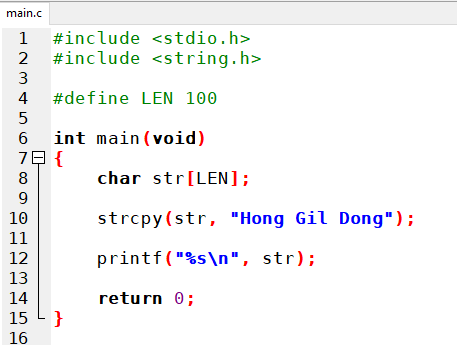 main.c
1 #include <stdio.h>
2 #include <string.h>
3
4 #define LEN 100
5
6 int main(void)
7 {
8     char str[LEN];
9
10     strcpy(str, "Hong Gil Dong");
11
12     printf("%s\n", str);
13
14     return 0;
15 }
16